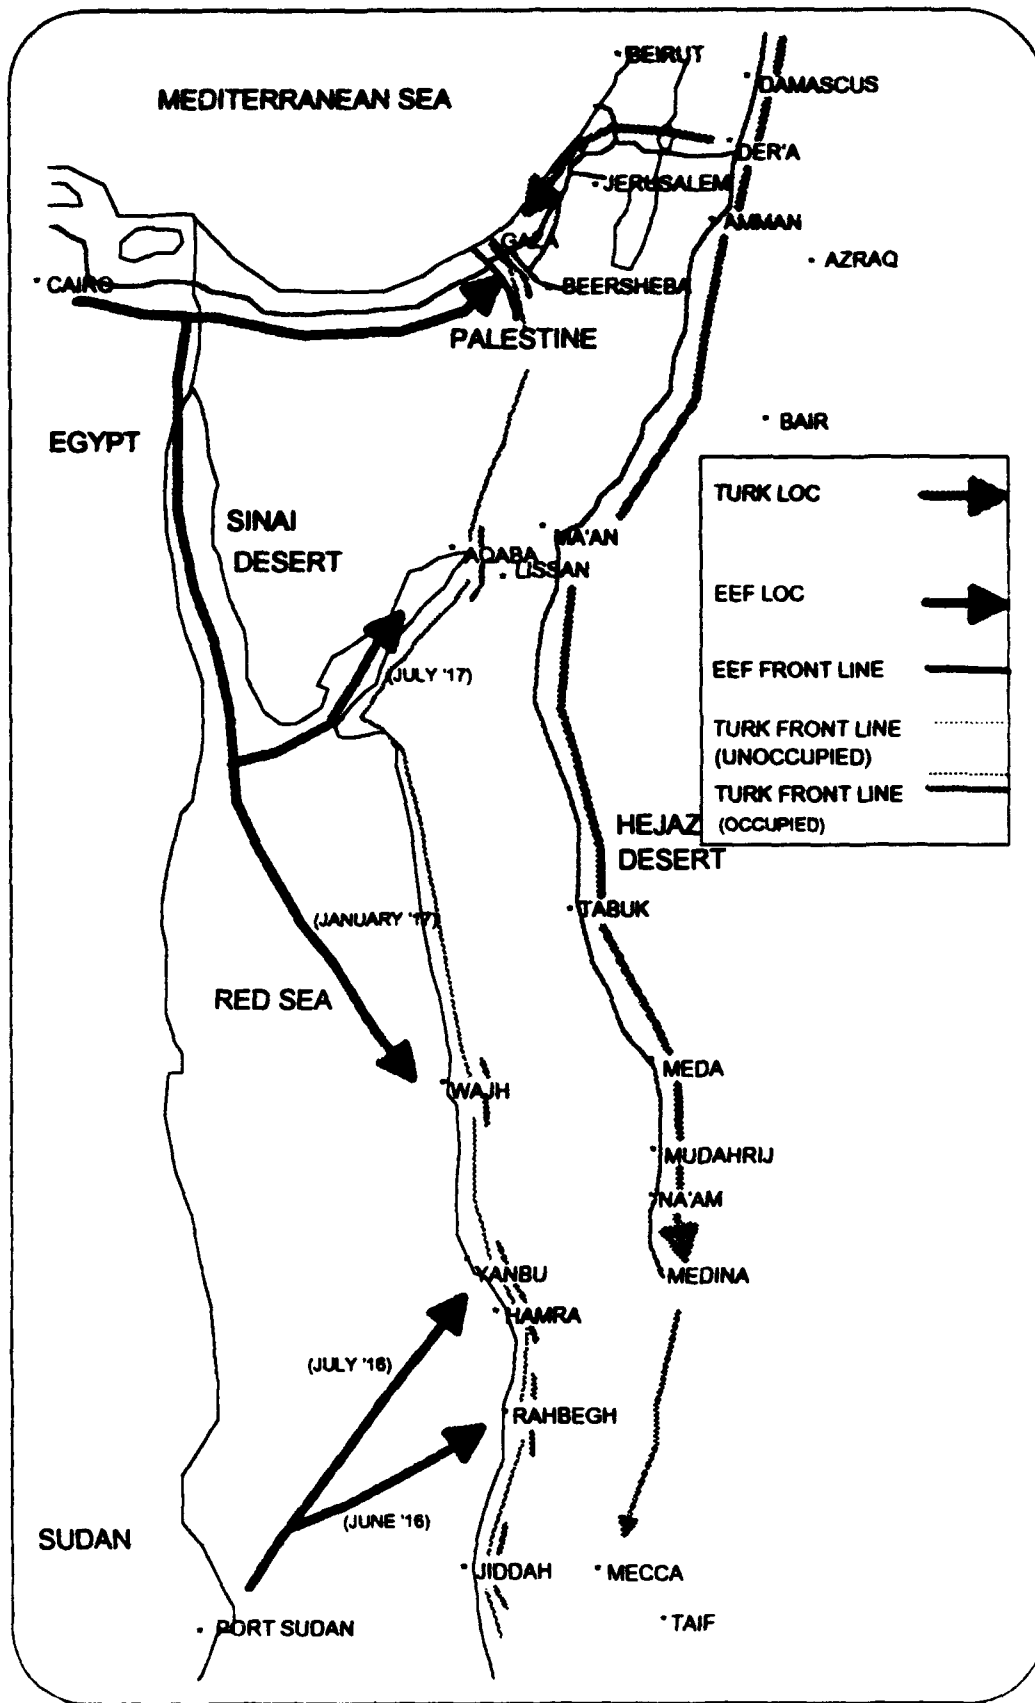 BEIRUT
MEDITERRANEAN SEA
DAMASCUS
DER'A
JERUSALEM
AMMAN
GAZA
AZRAQ
CAIRO
BEERSHEBA
PALESTINE
BAIR
EGYPT
TURK LOC
SINAI
DESERT
MA'AN
AQABA
LISSAN
EEF LOC
EEF FRONT LINE
(JULY '17)
TURK FRONT LINE
(UNOCCUPIED)
TURK FRONT LINE
(OCCUPIED)
HEJAZ
DESERT
TABUK
(JANUARY '17)
RED SEA
MEDA
WAJH
MUDAHRIJ
NA'AM
YANBU
MEDINA
HAMRA
(JULY '16)
RAHBEGH
(JUNE '16)
SUDAN
JIDDAH
MECCA
TAIF
PORT SUDAN